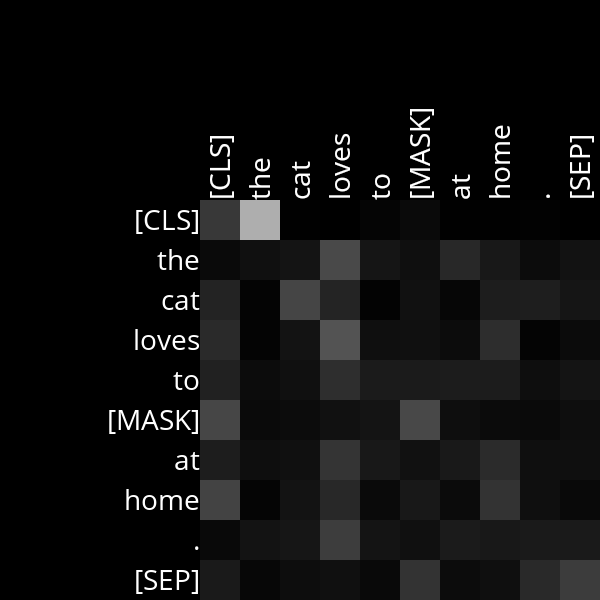 [CLS] the cat loves to [MASK] at home . [SEP]
[CLS]
the
cat
loves
to
[MASK]
at
home
.
[SEP]